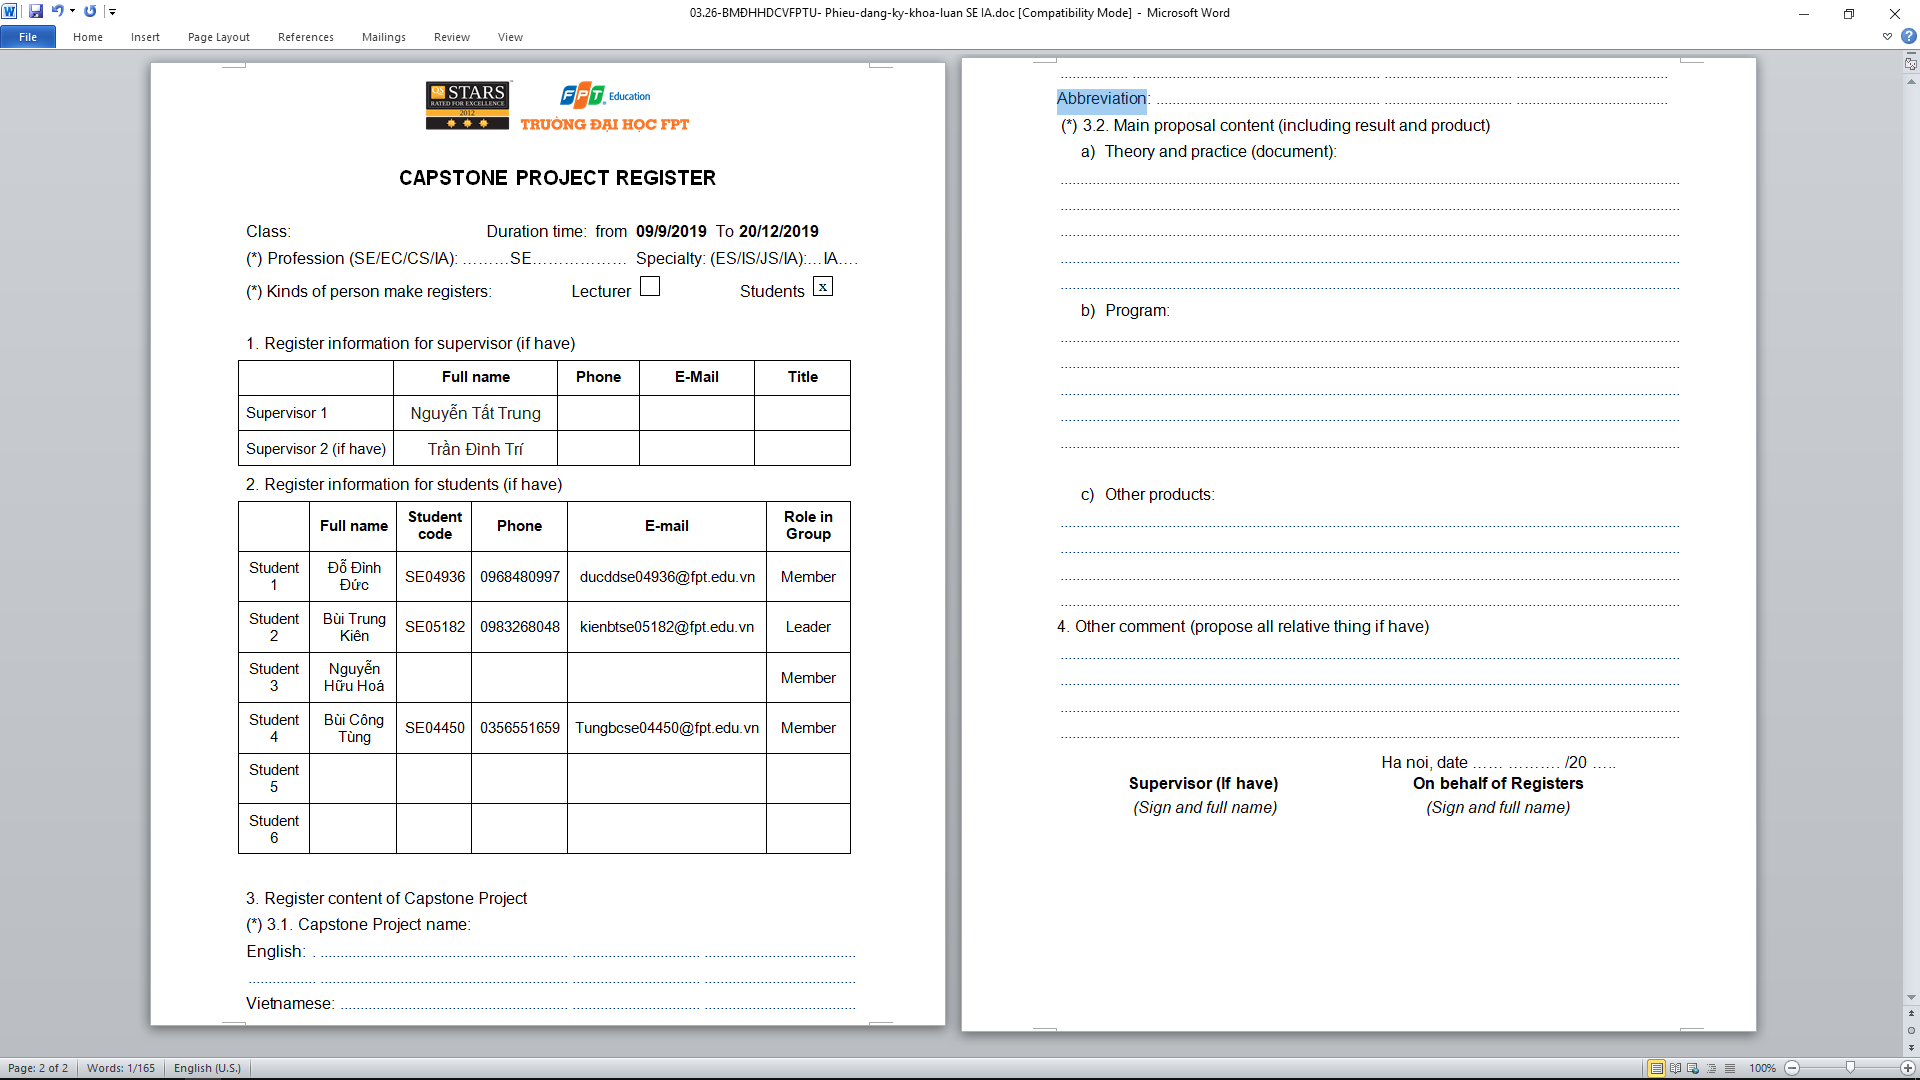 03.26-BMĐHHDCVFPTU- Phieu-dang-ky-khoa-luan SE IA.doc [Compatibility Mode] - Microsoft Word
File Home Insert Page Layout References Mailings Review View
QS STARS
RATED FOR EXCELLENCE
2012
FPT Education
TRƯỜNG ĐẠI HỌC FPT
CAPSTONE PROJECT REGISTER
Class: Duration time: from 09/9/2019 To 20/12/2019
(*) Profession (SE/EC/CS/IA): ………SE……………… Specialty: (ES/IS/JS/IA):…IA….
(*) Kinds of person make registers: Lecturer Students x
1. Register information for supervisor (if have)
Full name Phone E-Mail Title
Supervisor 1 Nguyễn Tất Trung
Supervisor 2 (if have) Trần Đình Trí
2. Register information for students (if have)
Full name Student code Phone E-mail Role in Group
Student 1 Đỗ Đình Đức SE04936 0968480997 ducddse04936@fpt.edu.vn Member
Student 2 Bùi Trung Kiên SE05182 0983268048 kienbtse05182@fpt.edu.vn Leader
Student 3 Nguyễn Hữu Hoá Member
Student 4 Bùi Công Tùng SE04450 0356551659 Tungbcse04450@fpt.edu.vn Member
Student 5
Student 6
3. Register content of Capstone Project
(*) 3.1. Capstone Project name:
English: .
Vietnamese:
Abbreviation:
(*) 3.2. Main proposal content (including result and product)
a) Theory and practice (document):
b) Program:
c) Other products:
4. Other comment (propose all relative thing if have)
Ha noi, date …… ………. /20 …..
Supervisor (If have) On behalf of Registers
(Sign and full name) (Sign and full name)
Page: 2 of 2 Words: 1/165 English (U.S.) 100%